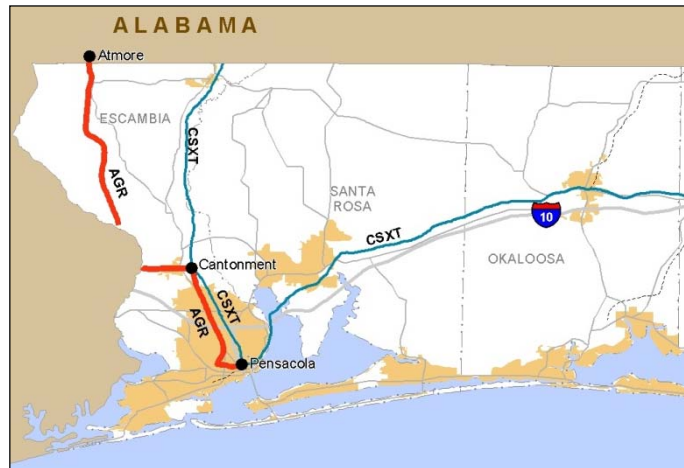 ALABAMA
Atmore
ESCAMBIA
CSXT
AGR
SANTA
ROSA
CSXT
10
OKALOOSA
Cantonment
CSXT
AGR
Pensacola